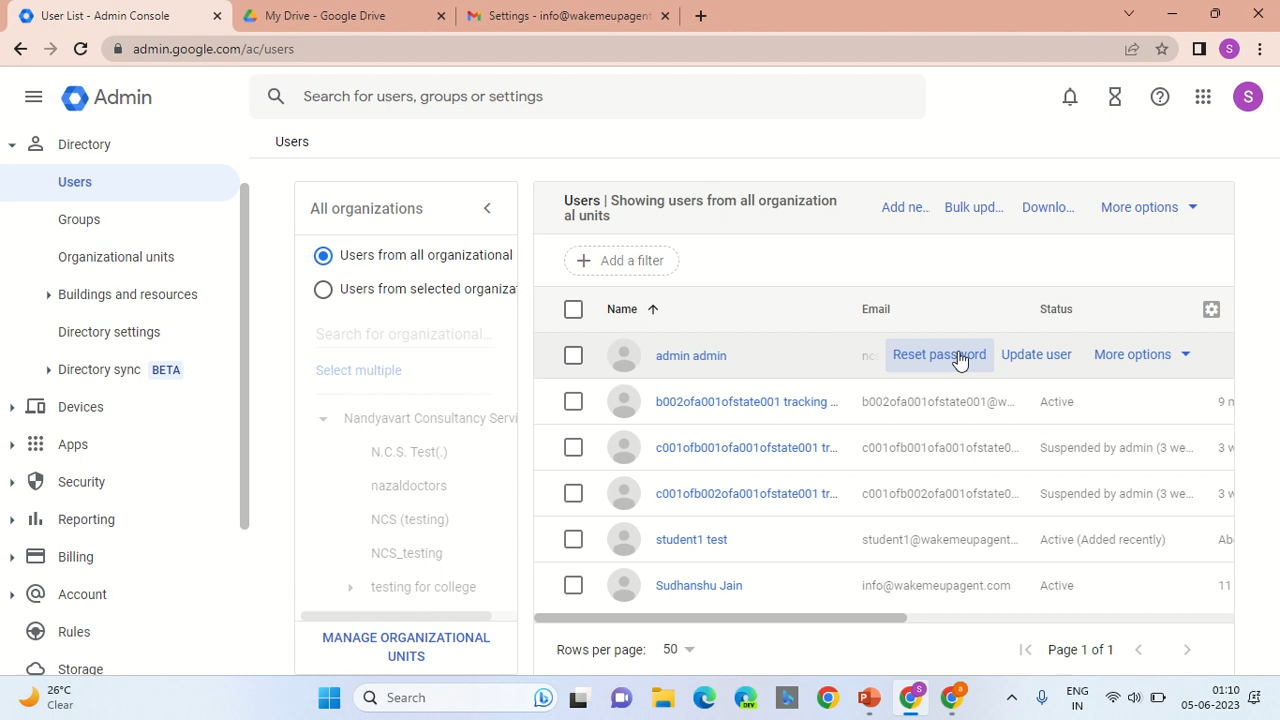 User List - Admin Console
My Drive - Google Drive
Settings - info@wakemeupagent
admin.google.com/ac/users
S
Admin
Search for users, groups or settings
S
Directory
Users
Groups
Organizational units
Buildings and resources
Directory settings
Directory sync BETA
Devices
Apps
Security
Reporting
Billing
Account
Rules
Storage
Users
All organizations
Users from all organizational
Users from selected organiza
Search for organizational...
Select multiple
Nandyavart Consultancy Servi
N.C.S. Test(.)
nazaldoctors
NCS (testing)
NCS_testing
testing for college
MANAGE ORGANIZATIONAL
UNITS
Users | Showing users from all organization
al units
Add ne... Bulk upd... Downlo... More options
Add a filter
Name Email Status
admin admin Reset password Update user More options
b002ofa001ofstate001 tracking ... b002ofa001ofstate001@w... Active 9 m
c001ofb001ofa001ofstate001 tr... c001ofb001ofa001ofstate0... Suspended by admin (3 we... 3 w
c001ofb002ofa001ofstate001 tr... c001ofb002ofa001ofstate0... Suspended by admin (3 we... 3 w
student1 test student1@wakemeupagent... Active (Added recently) Ab
Sudhanshu Jain info@wakemeupagent.com Active 11
Rows per page: 50 Page 1 of 1
26°C
Clear
Search
DEV
ENG
IN
01:10
05-06-2023